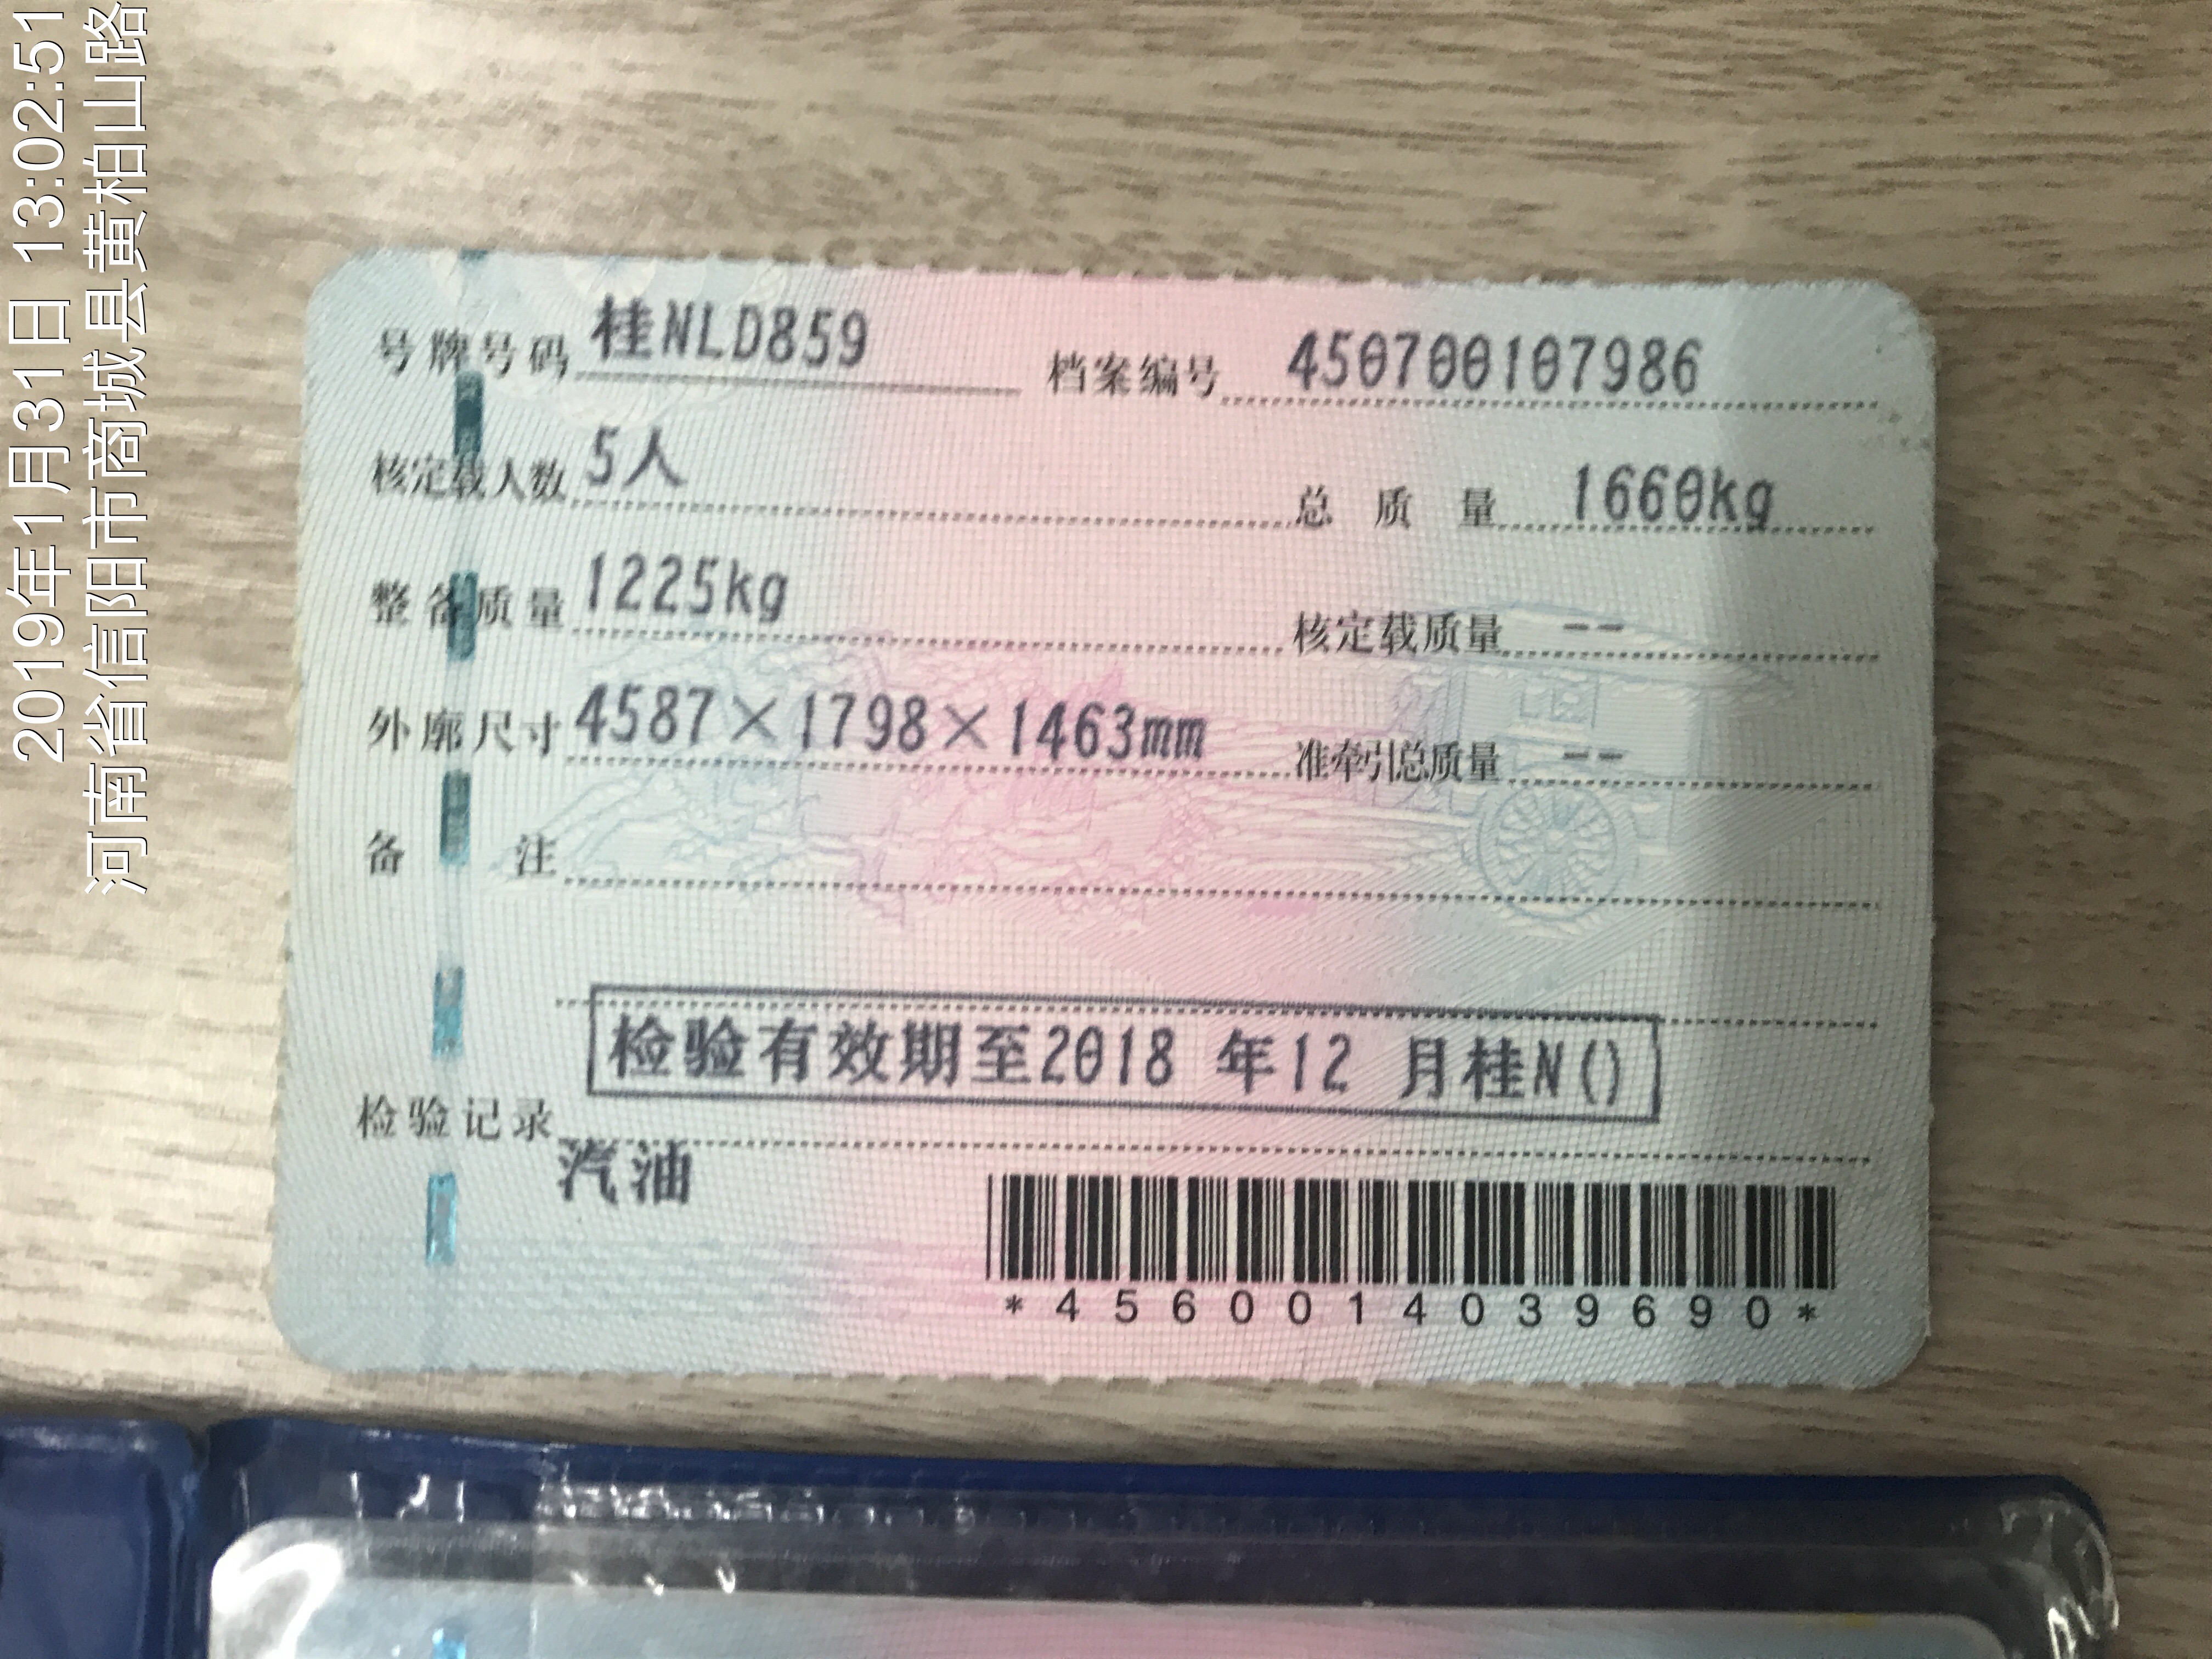 2019年1月31日 13:02:51
河南省信阳市商城县黄柏山路
号牌号码 桂NLD859 档案编号 450700107986
核定载人数 5人 总质量 1660kg
整备质量 1225kg 核定载质量 --
外廓尺寸 4587×1798×1463mm 准牵引总质量 --
备注
检验有效期至2018 年12 月桂N()
检验记录
汽油
*4560014039690*